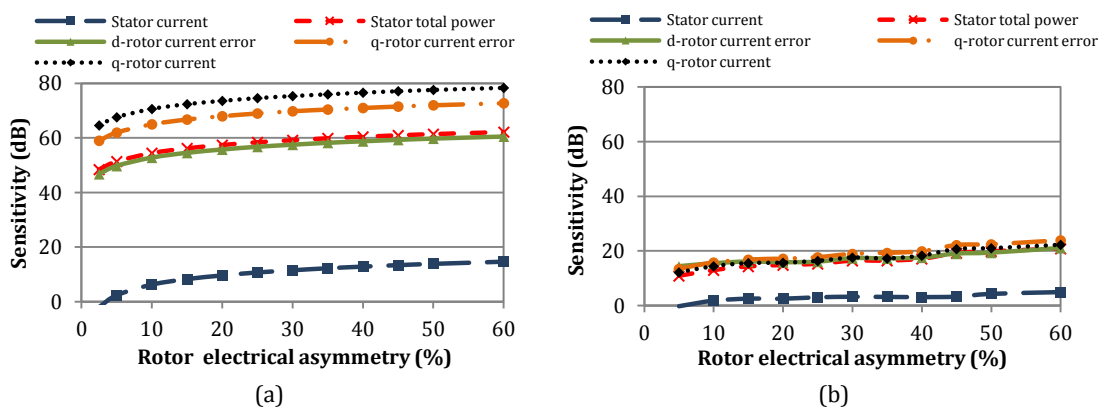 Stator current
Stator total power
d-rotor current error
q-rotor current error
q-rotor current
80
60
40
20
0
Sensitivity (dB)
0 10 20 30 40 50 60
Rotor electrical asymmetry (%)
(a)
Stator current
Stator total power
d-rotor current error
q-rotor current error
q-rotor current
80
60
40
20
0
Sensitivity (dB)
0 10 20 30 40 50 60
Rotor electrical asymmetry (%)
(b)